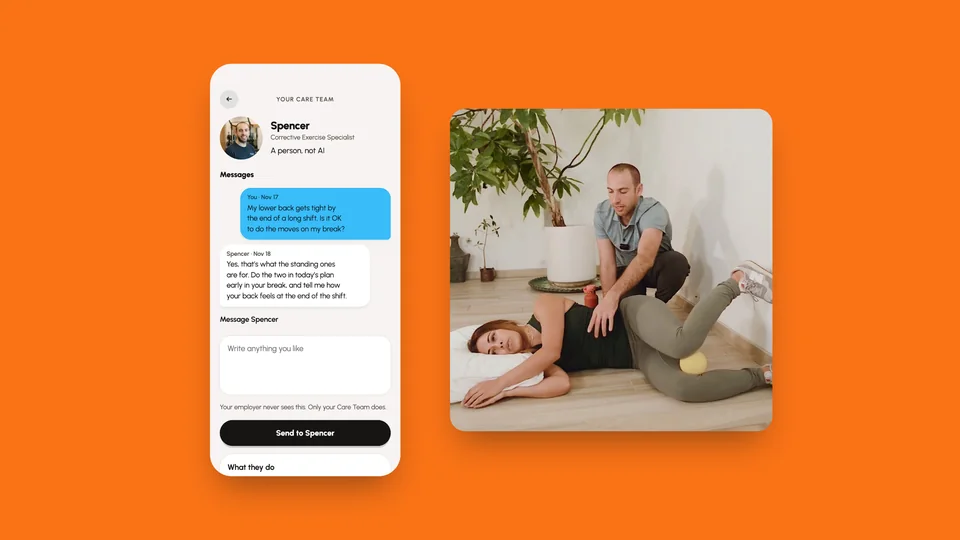 YOUR CARE TEAM
Spencer
Corrective Exercise Specialist
A person, not AI
Messages
You · Nov 17
My lower back gets tight by
the end of a long shift. Is it OK
to do the moves on my break?
Spencer · Nov 18
Yes, that's what the standing ones
are for. Do the two in today's plan
early in your break, and tell me how
your back feels at the end of the shift.
Message Spencer
Write anything you like
Your employer never sees this. Only your Care Team does.
Send to Spencer
What they do